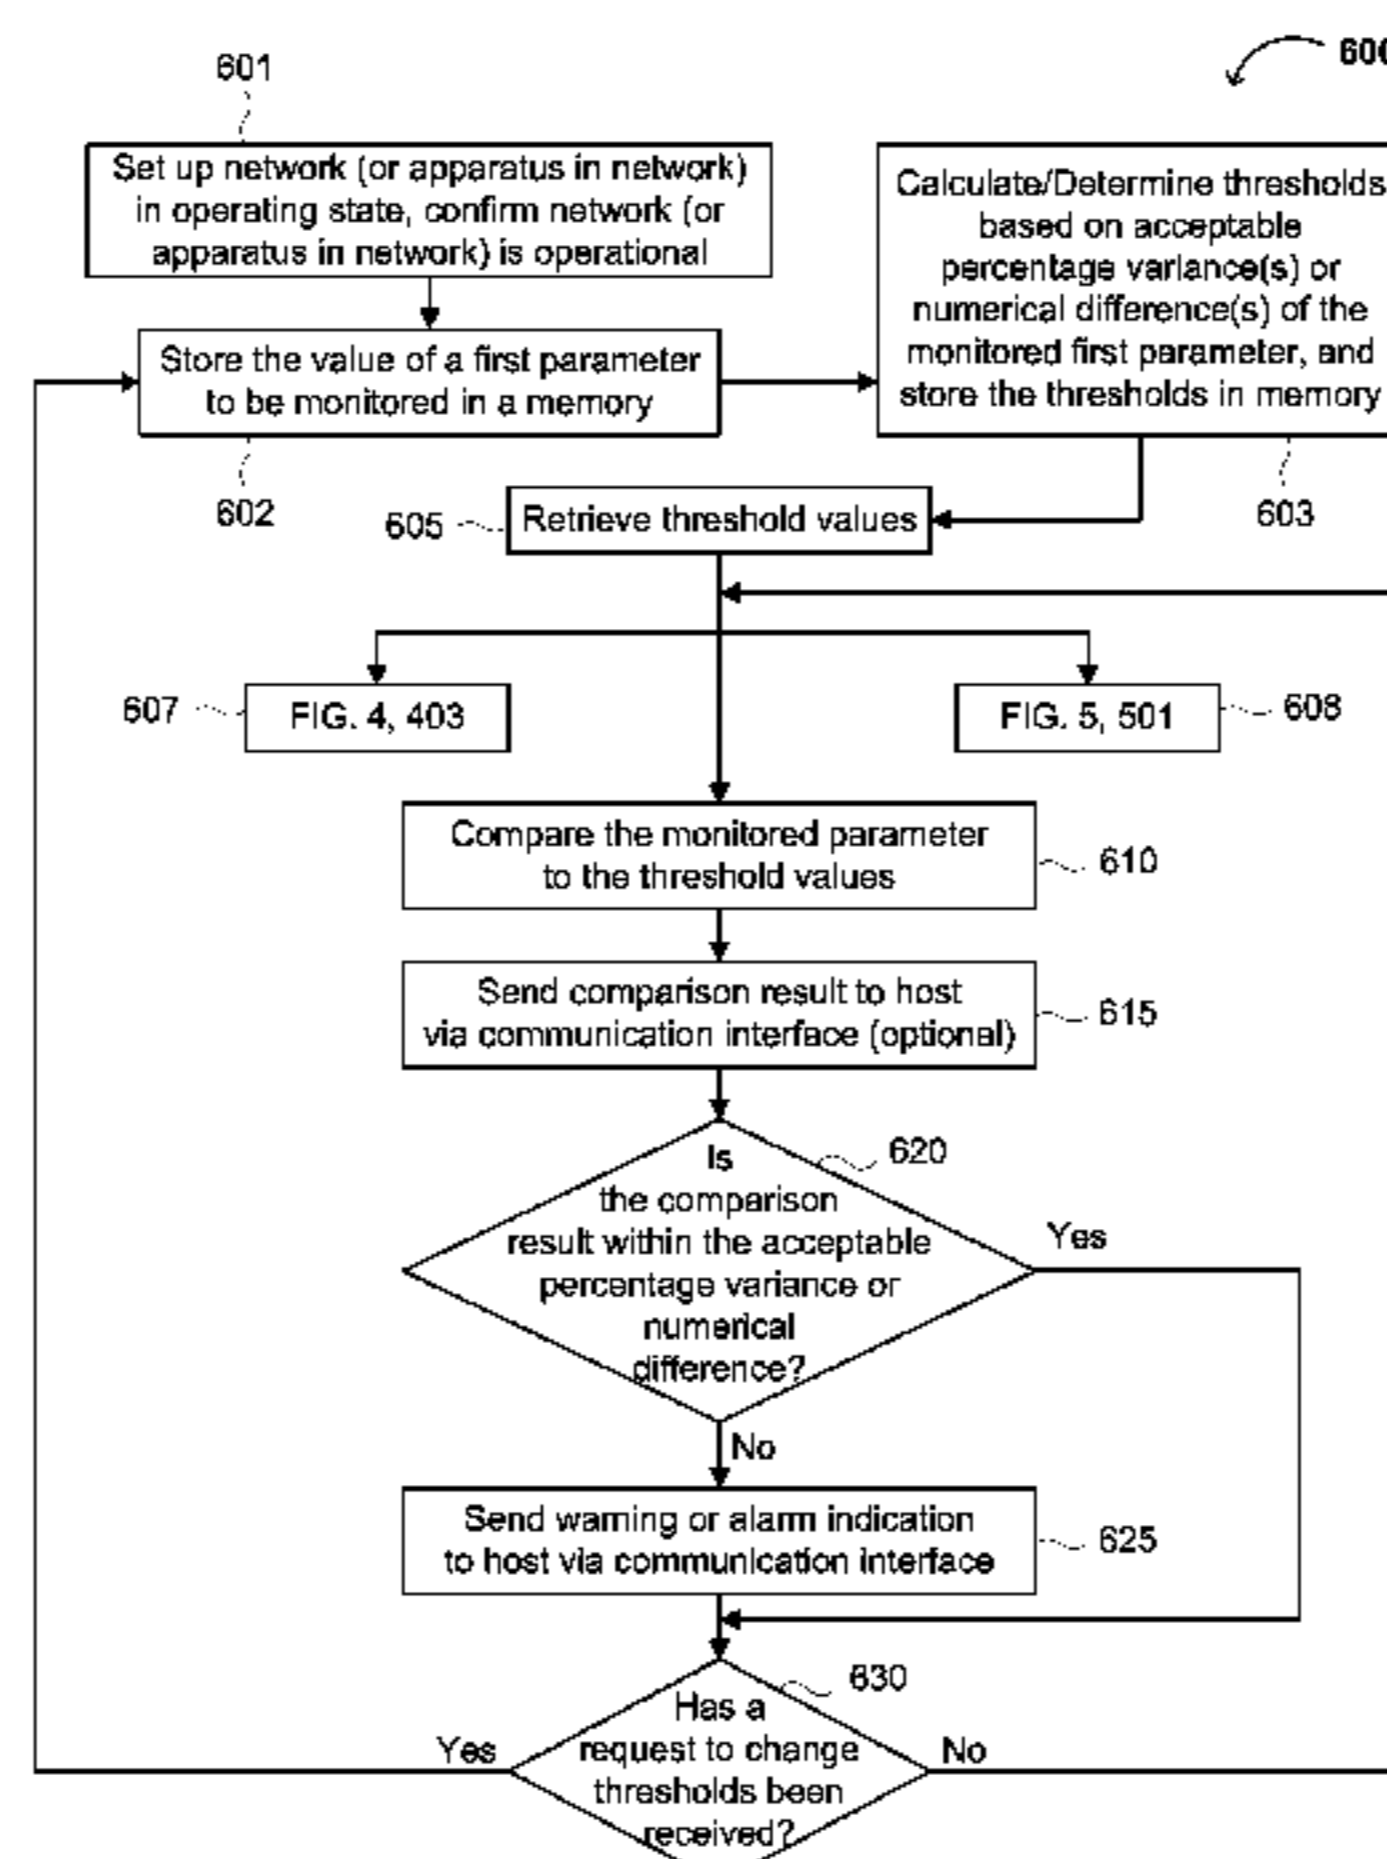 600
601
Set up network (or apparatus in network)
in operating state, confirm network (or
apparatus in network) is operational
Calculate/Determine thresholds
based on acceptable
percentage variance(s) or
numerical difference(s) of the
monitored first parameter, and
store the thresholds in memory
Store the value of a first parameter
to be monitored in a memory
602
603
605
Retrieve threshold values
607
FIG. 4, 403
FIG. 5, 501
608
Compare the monitored parameter
to the threshold values
610
Send comparison result to host
via communication interface (optional)
615
620
Is
the comparison
result within the acceptable
percentage variance or
numerical
difference?
Yes
No
Send warning or alarm indication
to host via communication interface
625
630
Has a
request to change
thresholds been
received?
Yes
No